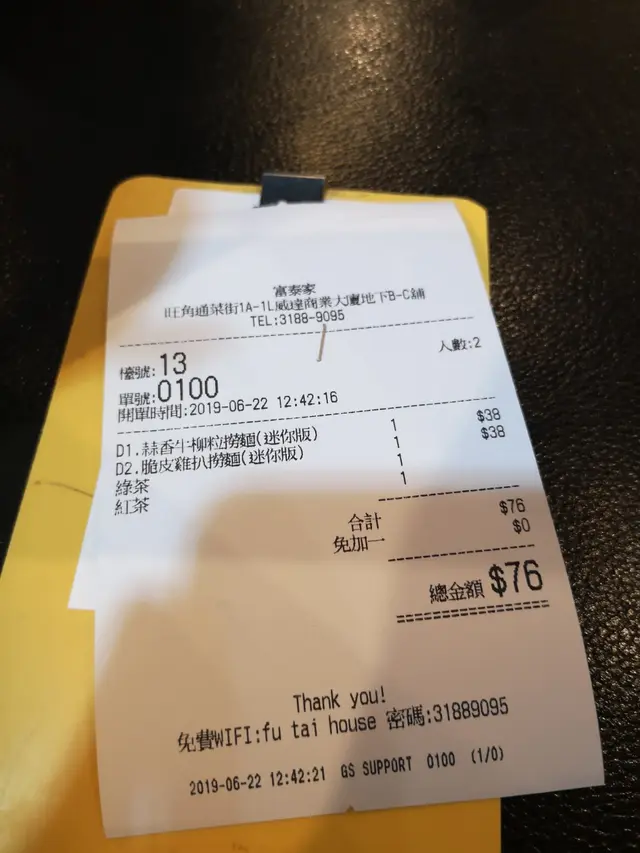 富泰家
旺角通菜街1A-1L威達商業大廈地下B-C舖
TEL:3188-9095
檯號:13 人數:2
單號:0100
開單時間:2019-06-22 12:42:16
D1.蒜香牛柳粒撈麵(迷你版) 1 $38
D2.脆皮雞扒撈麵(迷你版) 1 $38
綠茶 1
紅茶 1
合計 $76
免加一 $0
總金額 $76
Thank you!
免費WIFI:fu tai house 密碼:31889095
2019-06-22 12:42:21 GS SUPPORT 0100 (1/0)